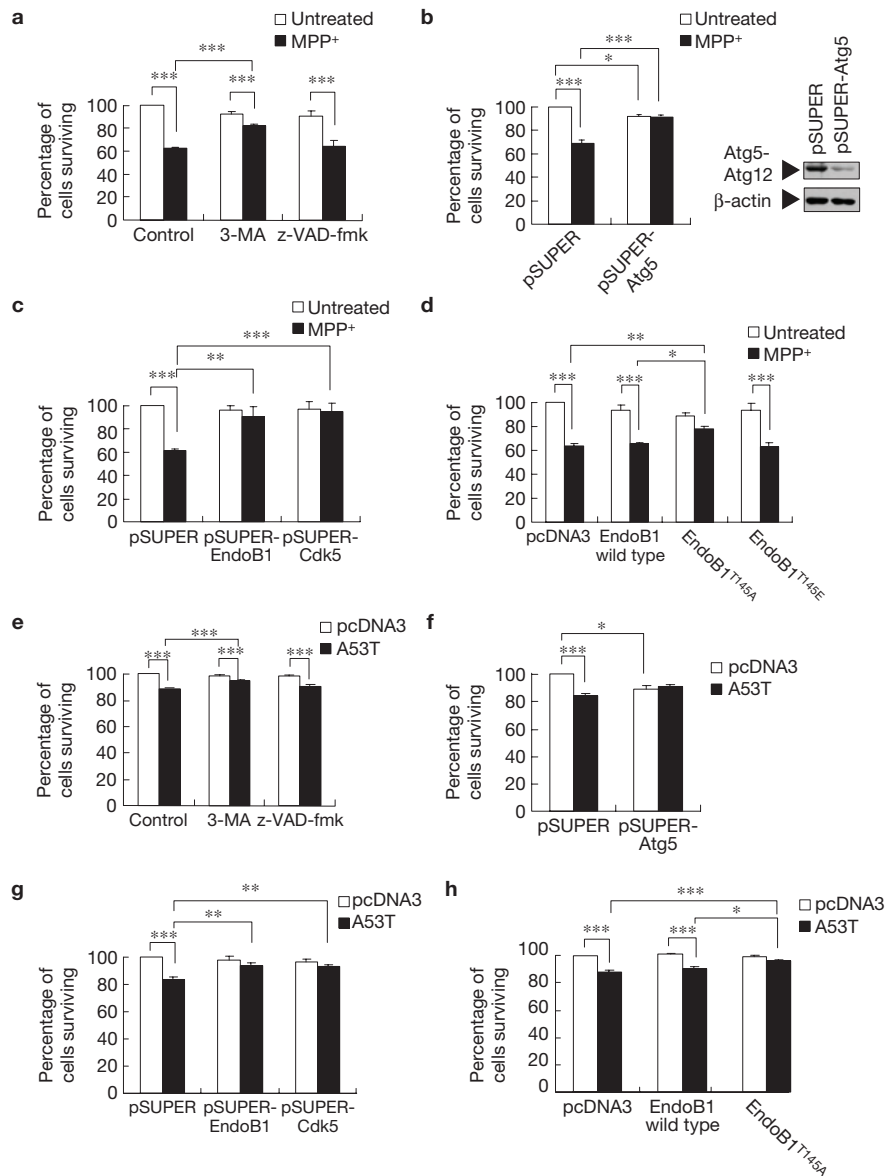 a
Untreated
MPP+
***
***
***
***
Percentage of
cells surviving
100
80
60
40
20
0
Control
3-MA
z-VAD-fmk
b
Untreated
MPP+
***
*
***
Percentage of
cells surviving
100
80
60
40
20
0
pSUPER
pSUPER-
Atg5
pSUPER
pSUPER-Atg5
Atg5-
Atg12
β-actin
c
Untreated
MPP+
***
**
***
Percentage of
cells surviving
100
80
60
40
20
0
pSUPER
pSUPER-
EndoB1
pSUPER-
Cdk5
d
Untreated
MPP+
**
*
***
***
***
Percentage of
cells surviving
100
80
60
40
20
0
pcDNA3
EndoB1
wild type
EndoB1T145A
EndoB1T145E
e
pcDNA3
A53T
***
***
***
***
Percentage of
cells surviving
100
80
60
40
20
0
Control
3-MA
z-VAD-fmk
f
pcDNA3
A53T
*
***
Percentage of
cells surviving
100
80
60
40
20
0
pSUPER
pSUPER-
Atg5
g
pcDNA3
A53T
**
**
***
Percentage of
cells surviving
100
80
60
40
20
0
pSUPER
pSUPER-
EndoB1
pSUPER-
Cdk5
h
pcDNA3
A53T
***
*
***
***
Percentage of
cells surviving
100
80
60
40
20
0
pcDNA3
EndoB1
wild type
EndoB1T145A